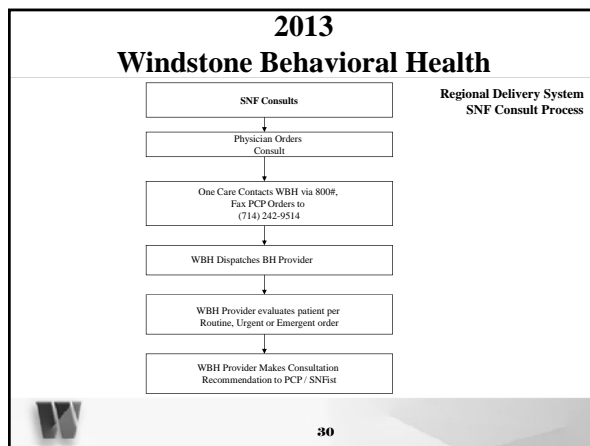 2013
Windstone Behavioral Health
Regional Delivery System
SNF Consult Process
SNF Consults
Physician Orders
Consult
One Care Contacts WBH via 800#,
Fax PCP Orders to
(714) 242-9514
WBH Dispatches BH Provider
WBH Provider evaluates patient per
Routine, Urgent or Emergent order
WBH Provider Makes Consultation
Recommendation to PCP / SNFist
W
30